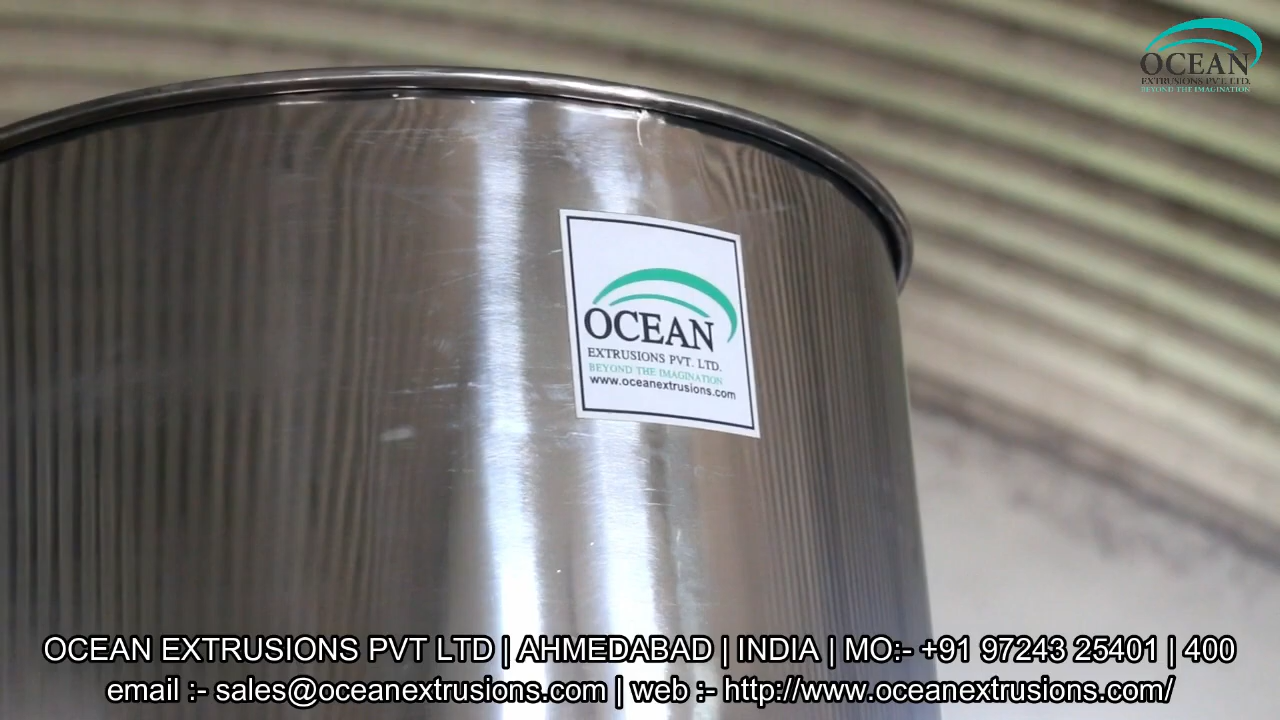 OCEAN
EXTRUSIONS PVT. LTD.
BEYOND THE IMAGINATION
OCEAN
EXTRUSIONS PVT. LTD.
BEYOND THE IMAGINATION
www.oceanextrusions.com
OCEAN EXTRUSIONS PVT LTD | AHMEDABAD | INDIA | MO:- +91 97243 25401 | 400
email :- sales@oceanextrusions.com | web :- http://www.oceanextrusions.com/